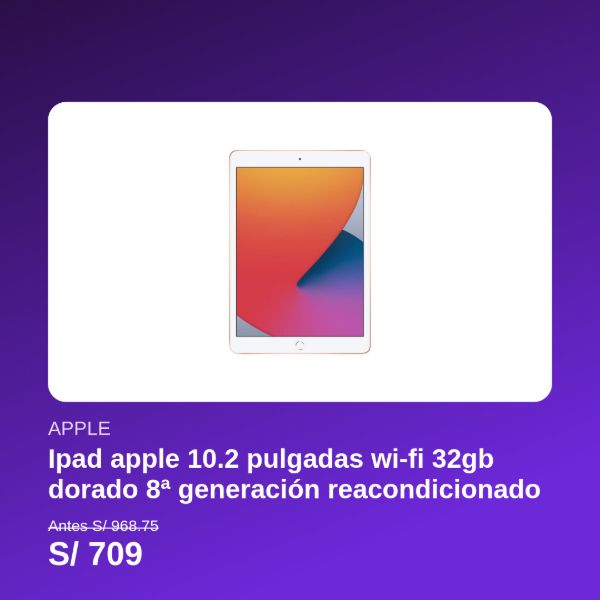 APPLE
Ipad apple 10.2 pulgadas wi-fi 32gb
dorado 8ª generación reacondicionado
Antes S/ 968.75
S/ 709